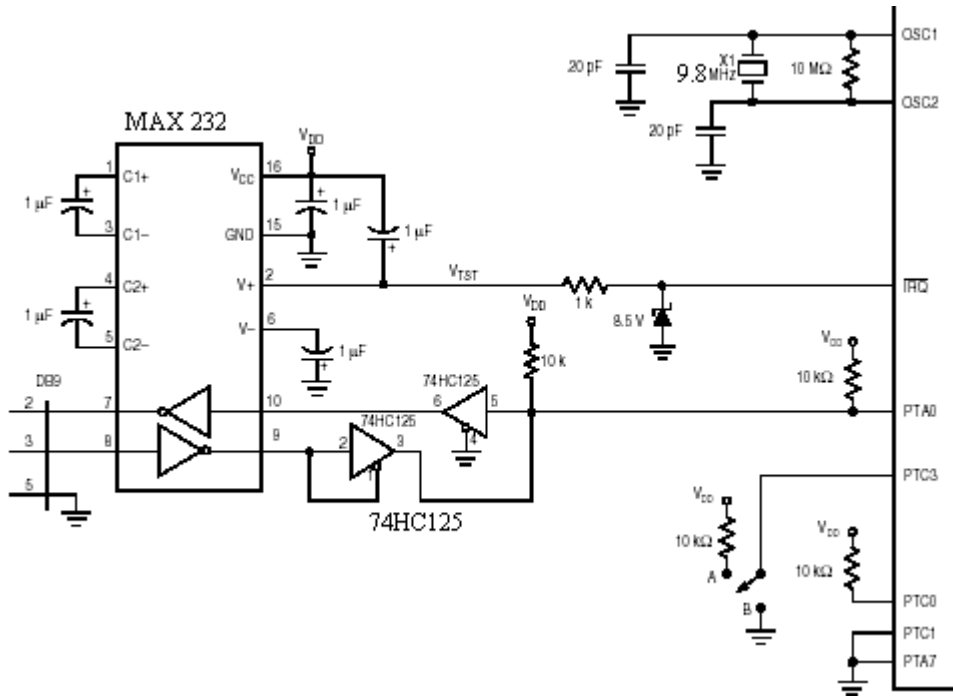 OSC1
20 pF
X1
9.8 MHz
10 MΩ
OSC2
20 pF
MAX 232
VDD
1
C1+
VCC
16
1 µF
+
+
1 µF
3
C1–
GND
15
1 µF
+
4
C2+
V+
2
VTST
1 k
IRQ
+
1 µF
VDD
8.5 V
5
C2–
V–
6
1 µF
+
10 k
VDD
10 kΩ
DB9
74HC125
2
7
10
6
5
PTA0
4
74HC125
3
8
9
2
3
1
5
74HC125
PTC3
VDD
10 kΩ
A
B
VDD
10 kΩ
PTC0
PTC1
PTA7